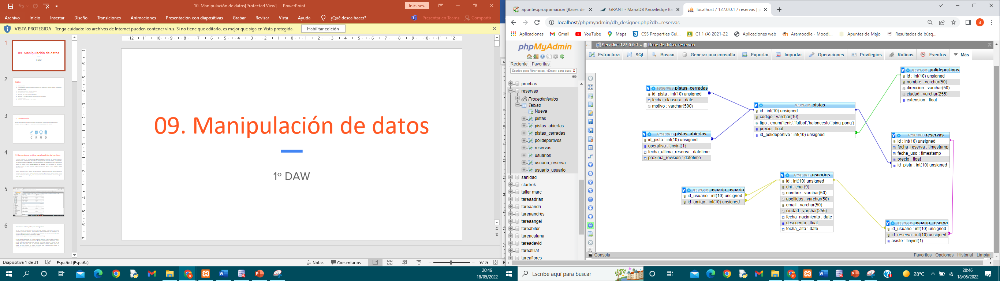 10. Manipulación de datos[Protected View] - PowerPoint
Inic. ses.
Archivo Inicio Insertar Diseño Transiciones Animaciones Presentación con diapositivas Grabar Revisar Vista Ayuda ¿Qué desea hacer? Presentar en Teams Compartir
VISTA PROTEGIDA Tenga cuidado: los archivos de Internet pueden contener virus. Si no tiene que editarlo, es mejor que siga en Vista protegida. Habilitar edición
1
09. Manipulación de datos
1º DAW
2
Índice
3
1. Introducción
C R U D
4
2. Herramientas gráficas para la edición de los datos
5
6
09. Manipulación de datos
1º DAW
Diapositiva 1 de 31 Español (España) Notas Comentarios 97 %
20:46
18/05/2022
apuntes:programacion [Bases de
GRANT - MariaDB Knowledge Ba
localhost / 127.0.0.1 / reservas | p
localhost/phpmyadmin/db_designer.php?db=reservas
Aplicaciones Gmail YouTube Maps CSS Properties Gui... C1.1 (A) 2021-22 Aplicaciones web Aramoodle - Moodl... Apuntes de Majo Resultados de búsq...
phpMyAdmin
Reciente Favoritas
Escribe para filtrar estos, «Enter» para busc X
pruebas
reservas
Procedimientos
Tablas
Nueva
pistas
pistas_abiertas
pistas_cerradas
polideportivos
reservas
usuarios
usuario_reserva
usuario_usuario
sanidad
startrek
taller marc
tareaadrian
tareaandri
tareaandrés
tareaangel
tareabitor
tareacatana
tareadavid
tareafillat
tareaflores
Servidor: 127.0.0.1 » Base de datos: reservas
Estructura SQL Buscar Generar una consulta Exportar Importar Operaciones Privilegios Rutinas Eventos Más
reservas pistas_cerradas
id_pista : int(10) unsigned
fecha_clausura : date
motivo : varchar(500)
reservas pistas_abiertas
id_pista : int(10) unsigned
operativa : tinyint(1)
fecha_ultima_reserva : datetime
proxima_revision : datetime
reservas usuario_usuario
id_usuario : int(10) unsigned
id_amigo : int(10) unsigned
reservas pistas
id : int(10) unsigned
codigo : varchar(10)
tipo : enum('tenis','futbol','baloncesto','ping-pong')
precio : float
id_polideportivo : int(10) unsigned
reservas usuarios
id : int(10) unsigned
dni : char(9)
nombre : varchar(50)
apellidos : varchar(50)
email : varchar(50)
ciudad : varchar(255)
fecha_nacimiento : date
descuento : float
fecha_alta : date
reservas polideportivos
id : int(10) unsigned
nombre : varchar(50)
direccion : varchar(50)
ciudad : varchar(255)
extension : float
reservas reservas
id : int(10) unsigned
fecha_reserva : timestamp
fecha_uso : timestamp
precio : float
id_pista : int(10) unsigned
reservas usuario_reserva
id_usuario : int(10) unsigned
id_reserva : int(10) unsigned
asiste : tinyint(1)
Consola Favoritos Opciones Historial Limpiar
Escribe aquí para buscar
28°C
20:46
18/05/2022